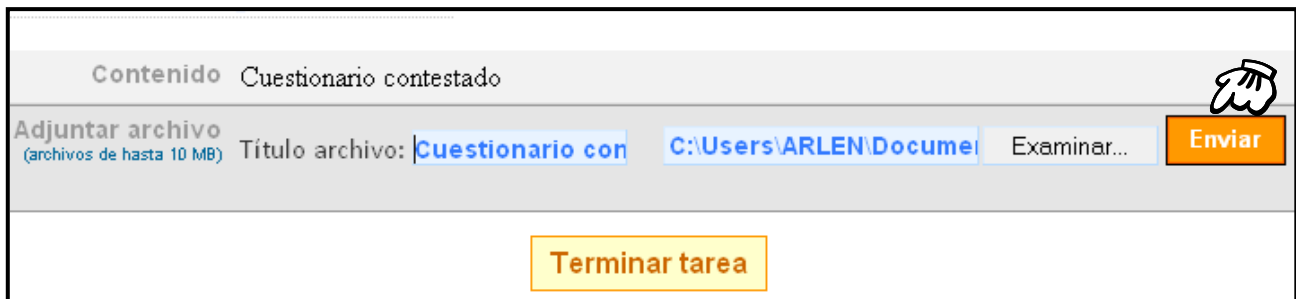 Contenido Cuestionario contestado
Adjuntar archivo
(archivos de hasta 10 MB) Título archivo: Cuestionario con C:\Users\ARLEN\Documen Examinar... Enviar
Terminar tarea